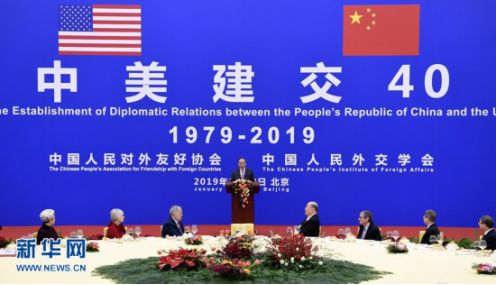 中美建交40
he Establishment of Diplomatic Relations between the People's Republic of China and the U
1979-2019
中国人民对外友好协会 中国人民外交学会
The Chinese People's Association for Friendship with Foreign Countries The Chinese People's Institute of Foreign Affairs
2019年 北京
January Beijing
新华网
WWW.NEWS.CN